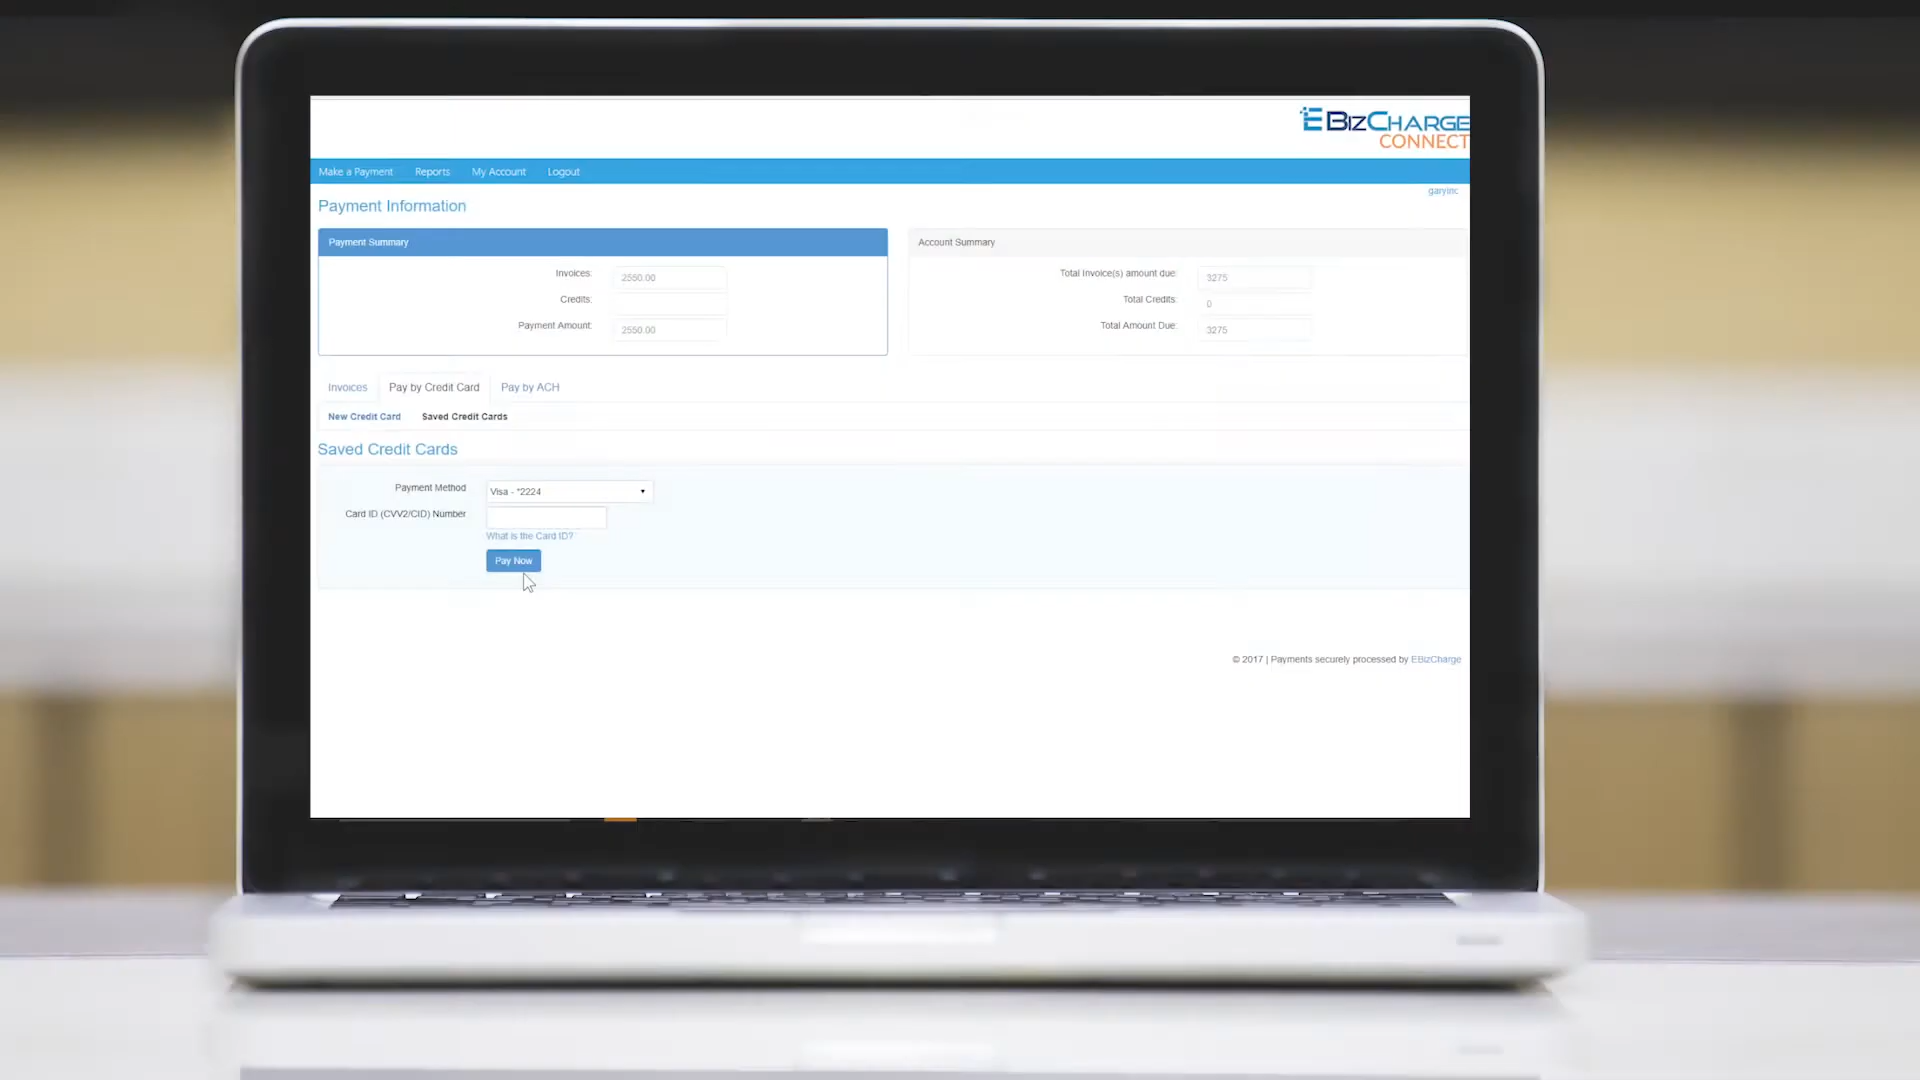 EBIZCHARGE
CONNECT
Make a Payment Reports My Account Logout
garyinc
Payment Information
Payment Summary
Invoices: 2550.00
Credits:
Payment Amount: 2550.00
Account Summary
Total Invoice(s) amount due: 3275
Total Credits: 0
Total Amount Due: 3275
Invoices Pay by Credit Card Pay by ACH
New Credit Card Saved Credit Cards
Saved Credit Cards
Payment Method Visa - *2224
Card ID (CVV2/CID) Number
What is the Card ID?
Pay Now
© 2017 | Payments securely processed by EBizCharge